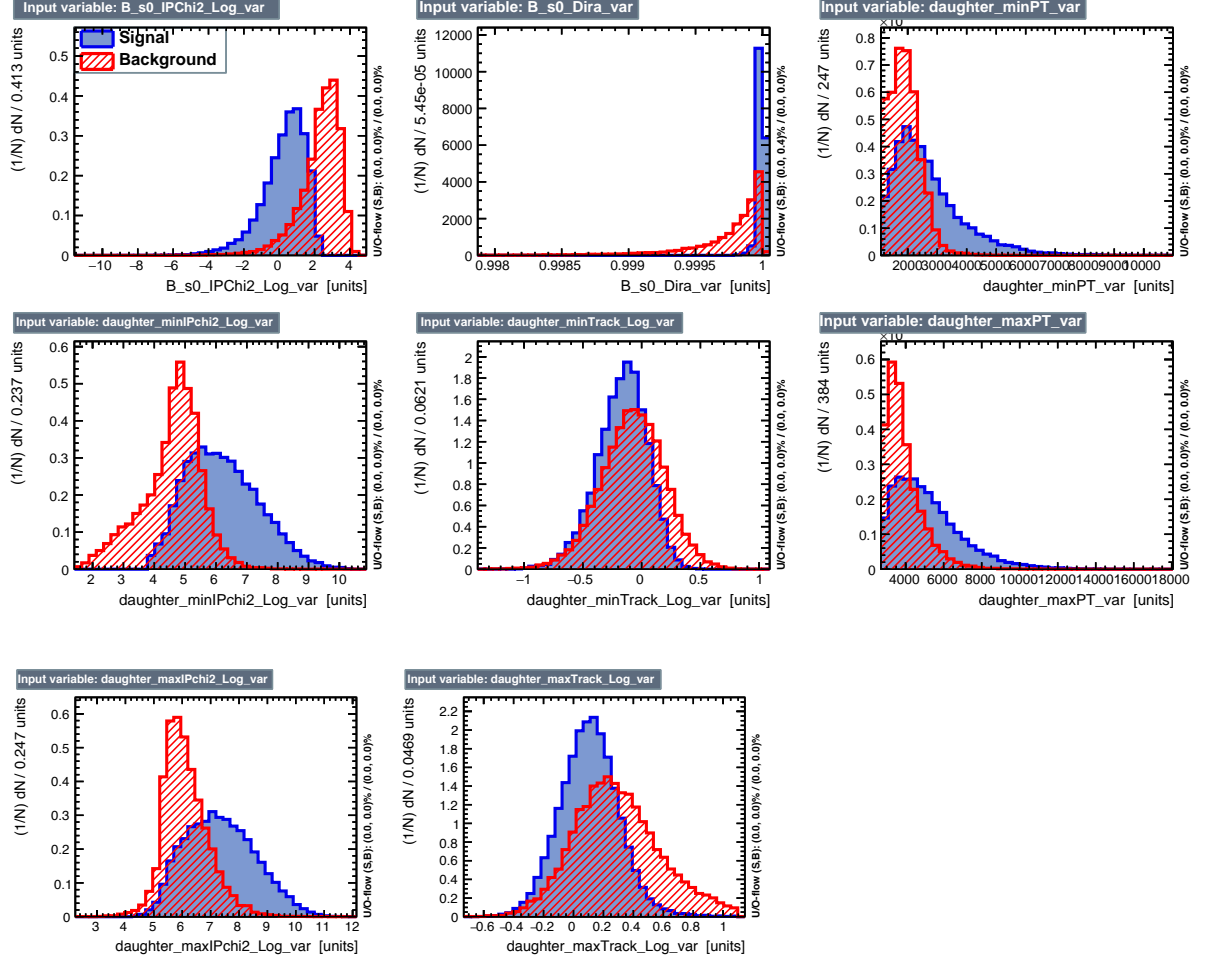 Input variable: B_s0_IPChi2_Log_var
(1/N) dN / 0.413 units
0.5
0.4
0.3
0.2
0.1
0
Signal
Background
−10 −8 −6 −4 −2 0 2 4
B_s0_IPChi2_Log_var [units]
U/O-flow (S,B): (0.0, 0.0)% / (0.0, 0.0)%
Input variable: B_s0_Dira_var
(1/N) dN / 5.45e-05 units
12000
10000
8000
6000
4000
2000
0
0.998 0.9985 0.999 0.9995 1
B_s0_Dira_var [units]
U/O-flow (S,B): (0.0, 0.4)% / (0.0, 0.0)%
Input variable: daughter_minPT_var
(1/N) dN / 247 units
0.8
0.7
0.6
0.5
0.4
0.3
0.2
0.1
0
2000 3000 4000 5000 6000 7000 8000 9000 10000
daughter_minPT_var [units]
U/O-flow (S,B): (0.0, 0.0)% / (0.0, 0.0)%
Input variable: daughter_minIPchi2_Log_var
(1/N) dN / 0.237 units
0.6
0.5
0.4
0.3
0.2
0.1
0
2 3 4 5 6 7 8 9 10
daughter_minIPchi2_Log_var [units]
U/O-flow (S,B): (0.0, 0.0)% / (0.0, 0.0)%
Input variable: daughter_minTrack_Log_var
(1/N) dN / 0.0621 units
2
1.8
1.6
1.4
1.2
1
0.8
0.6
0.4
0.2
0
−1 −0.5 0 0.5 1
daughter_minTrack_Log_var [units]
U/O-flow (S,B): (0.0, 0.0)% / (0.0, 0.0)%
Input variable: daughter_maxPT_var
(1/N) dN / 384 units
0.6
0.5
0.4
0.3
0.2
0.1
0
4000 6000 8000 10000 12000 14000 16000 18000
daughter_maxPT_var [units]
U/O-flow (S,B): (0.0, 0.0)% / (0.0, 0.0)%
Input variable: daughter_maxIPchi2_Log_var
(1/N) dN / 0.247 units
0.6
0.5
0.4
0.3
0.2
0.1
0
3 4 5 6 7 8 9 10 11 12
daughter_maxIPchi2_Log_var [units]
U/O-flow (S,B): (0.0, 0.0)% / (0.0, 0.0)%
Input variable: daughter_maxTrack_Log_var
(1/N) dN / 0.0469 units
2.2
2
1.8
1.6
1.4
1.2
1
0.8
0.6
0.4
0.2
0
−0.6 −0.4 −0.2 0 0.2 0.4 0.6 0.8 1
daughter_maxTrack_Log_var [units]
U/O-flow (S,B): (0.0, 0.0)% / (0.0, 0.0)%